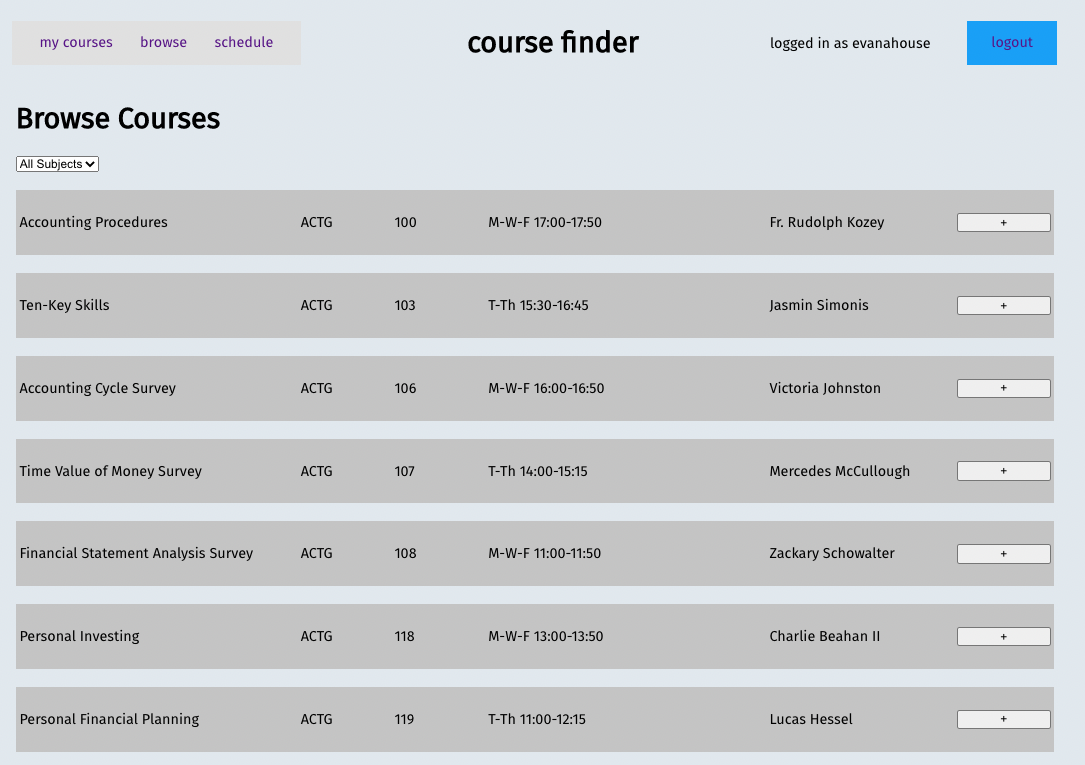 my courses browse schedule course finder logged in as evanahouse logout
Browse Courses
All Subjects
Accounting Procedures ACTG 100 M-W-F 17:00-17:50 Fr. Rudolph Kozey +
Ten-Key Skills ACTG 103 T-Th 15:30-16:45 Jasmin Simonis +
Accounting Cycle Survey ACTG 106 M-W-F 16:00-16:50 Victoria Johnston +
Time Value of Money Survey ACTG 107 T-Th 14:00-15:15 Mercedes McCullough +
Financial Statement Analysis Survey ACTG 108 M-W-F 11:00-11:50 Zackary Schowalter +
Personal Investing ACTG 118 M-W-F 13:00-13:50 Charlie Beahan II +
Personal Financial Planning ACTG 119 T-Th 11:00-12:15 Lucas Hessel +